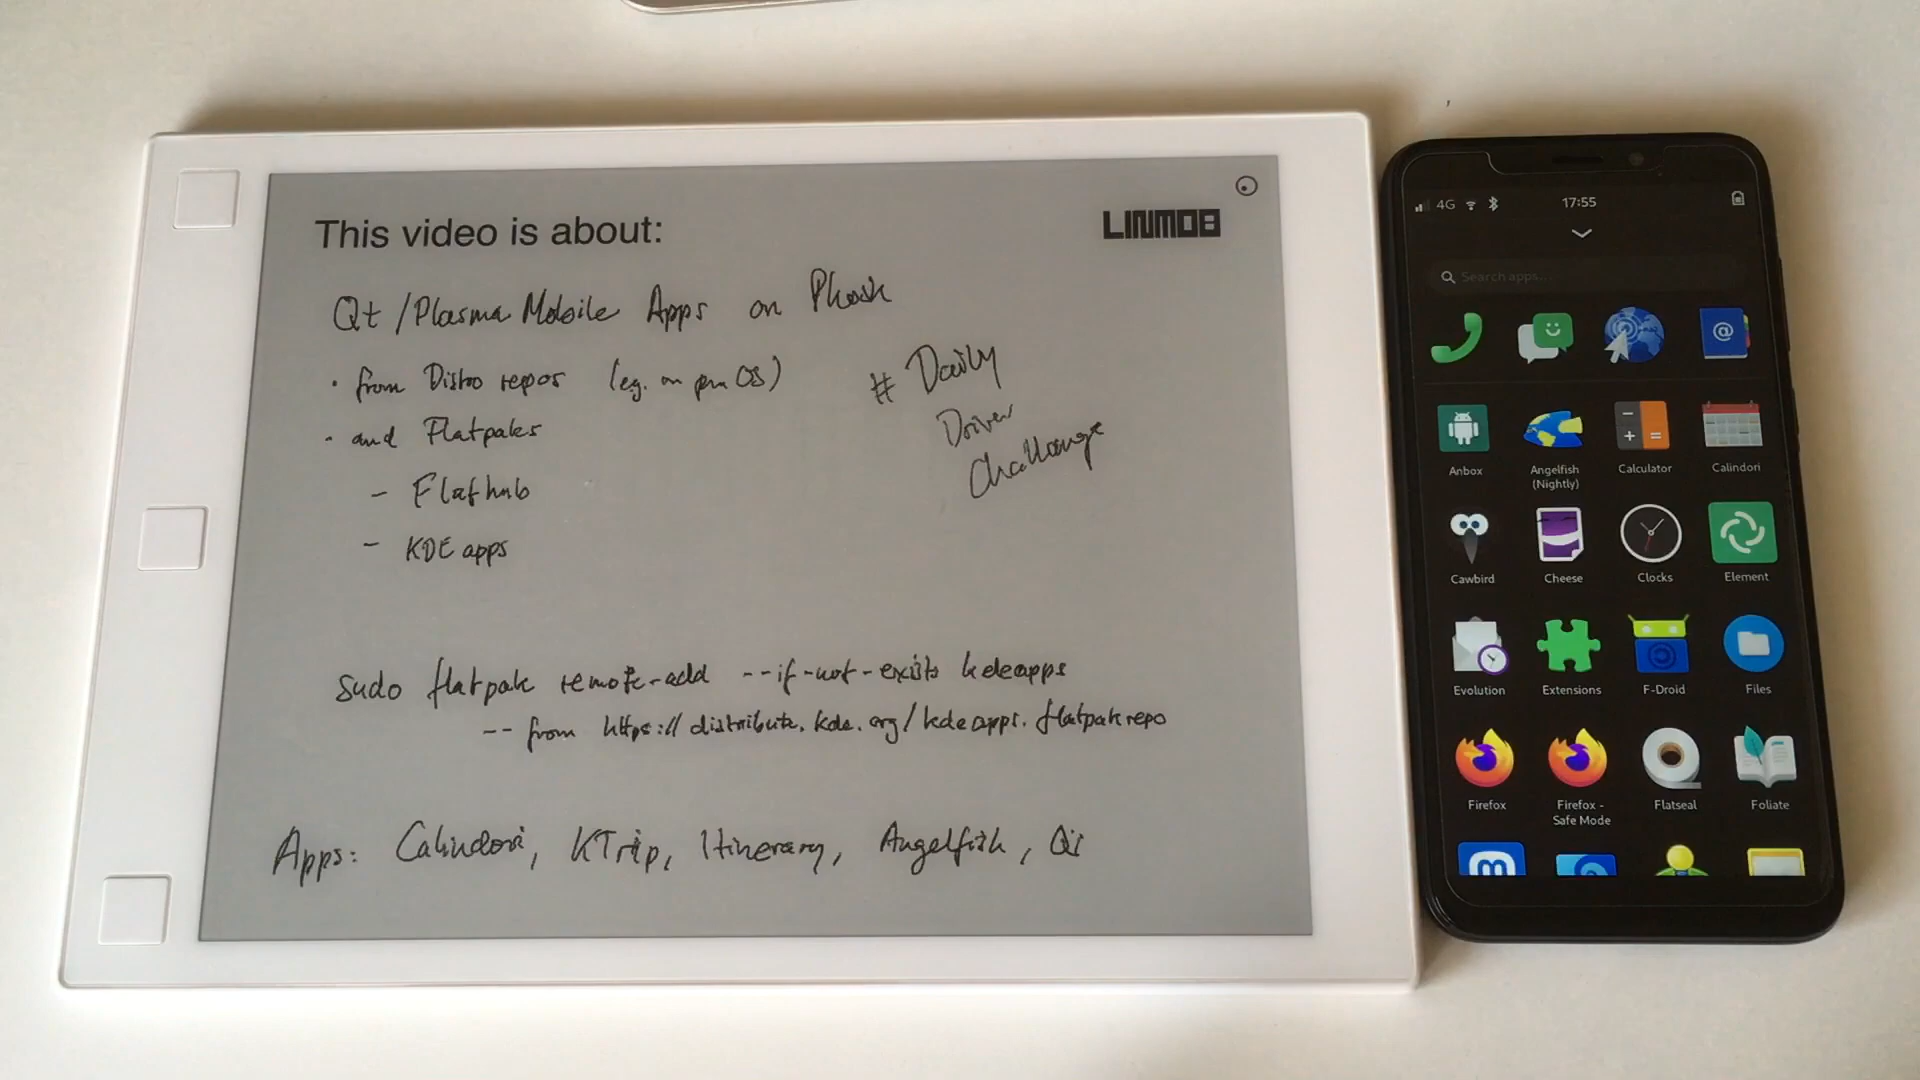 This video is about:
LINMOB
Qt/Plasma Mobile Apps on Phosh
· from Distro repos (eg. on pmOS)
· and Flatpaks
- Flathub
- KDE apps
# Daily
Driver
Challenge
sudo flatpak remote-add --if-not-exists kdeapps
--from https://distribute.kde.org/kdeapps.flatpakrepo
Apps: Calindori, KTrip, Itinerary, Angelfish,
4G 17:55
Search apps...
@
Anbox Angelfish (Nightly) Calculator Calindori
Cawbird Cheese Clocks Element
Evolution Extensions F-Droid Files
Firefox Firefox - Safe Mode Flatseal Foliate